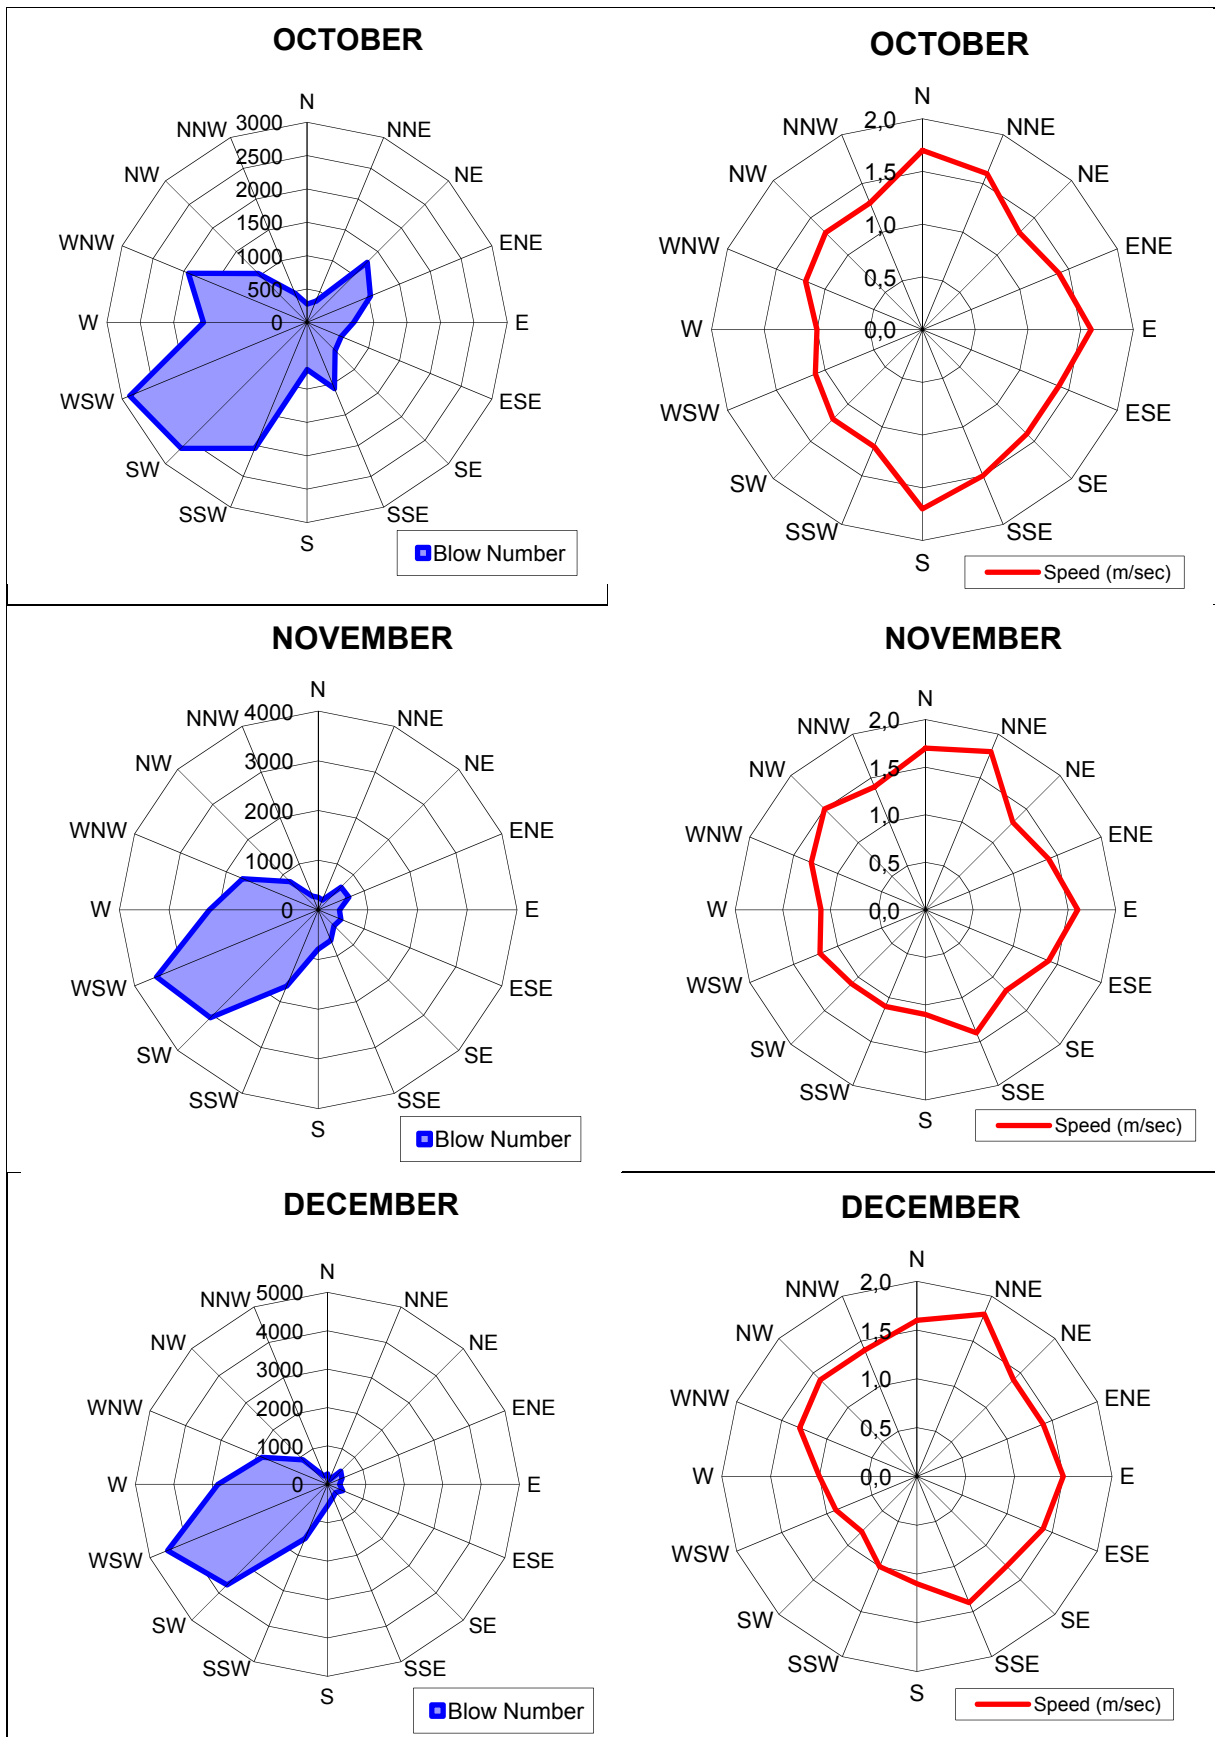 OCTOBER
N
NNE
NE
ENE
E
ESE
SE
SSE
S
SSW
SW
WSW
W
WNW
NW
NNW
3000
2500
2000
1500
1000
500
0
Blow Number
OCTOBER
N
NNE
NE
ENE
E
ESE
SE
SSE
S
SSW
SW
WSW
W
WNW
NW
NNW
2,0
1,5
1,0
0,5
0,0
Speed (m/sec)
NOVEMBER
N
NNE
NE
ENE
E
ESE
SE
SSE
S
SSW
SW
WSW
W
WNW
NW
NNW
4000
3000
2000
1000
0
Blow Number
NOVEMBER
N
NNE
NE
ENE
E
ESE
SE
SSE
S
SSW
SW
WSW
W
WNW
NW
NNW
2,0
1,5
1,0
0,5
0,0
Speed (m/sec)
DECEMBER
N
NNE
NE
ENE
E
ESE
SE
SSE
S
SSW
SW
WSW
W
WNW
NW
NNW
5000
4000
3000
2000
1000
0
Blow Number
DECEMBER
N
NNE
NE
ENE
E
ESE
SE
SSE
S
SSW
SW
WSW
W
WNW
NW
NNW
2,0
1,5
1,0
0,5
0,0
Speed (m/sec)